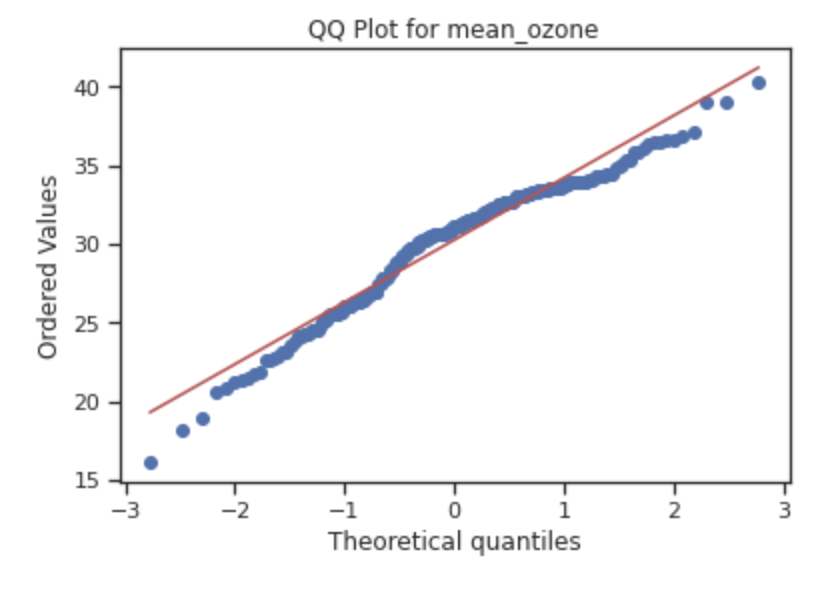 QQ Plot for mean_ozone
40
35
30
25
20
15
Ordered Values
−3 −2 −1 0 1 2 3
Theoretical quantiles